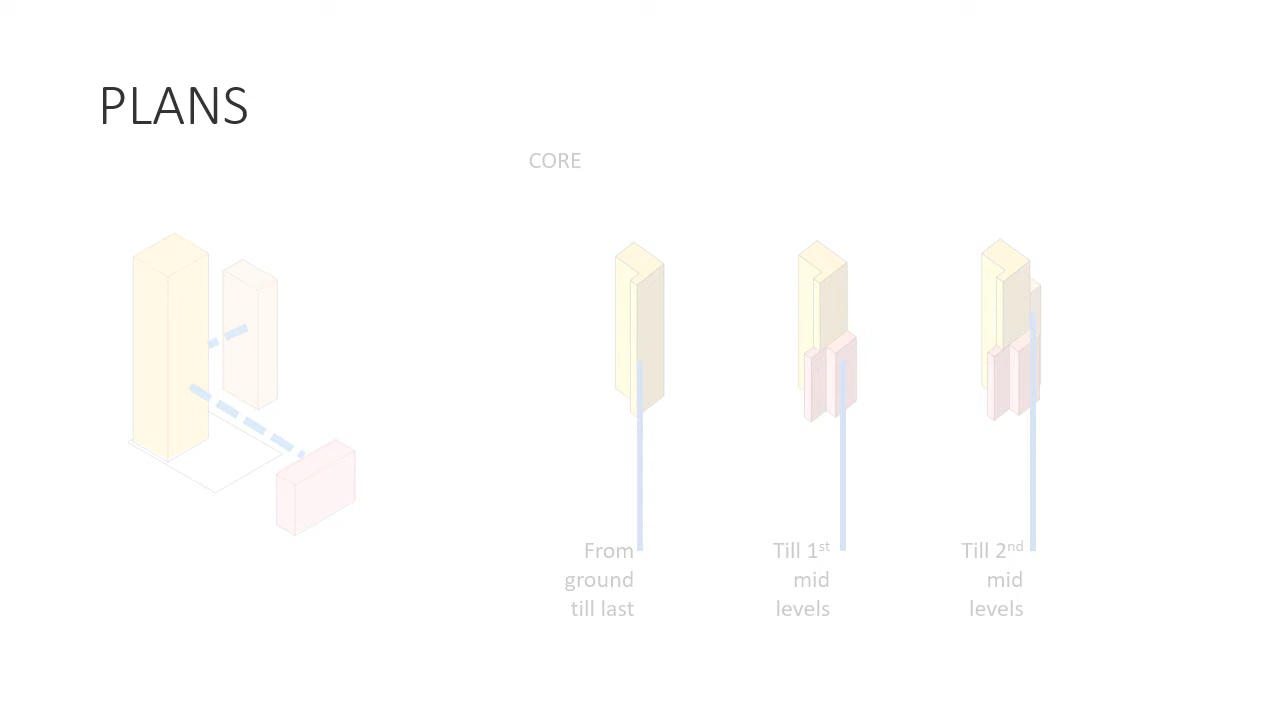 PLANS
CORE
From
ground
till last
Till 1st
mid
levels
Till 2nd
mid
levels